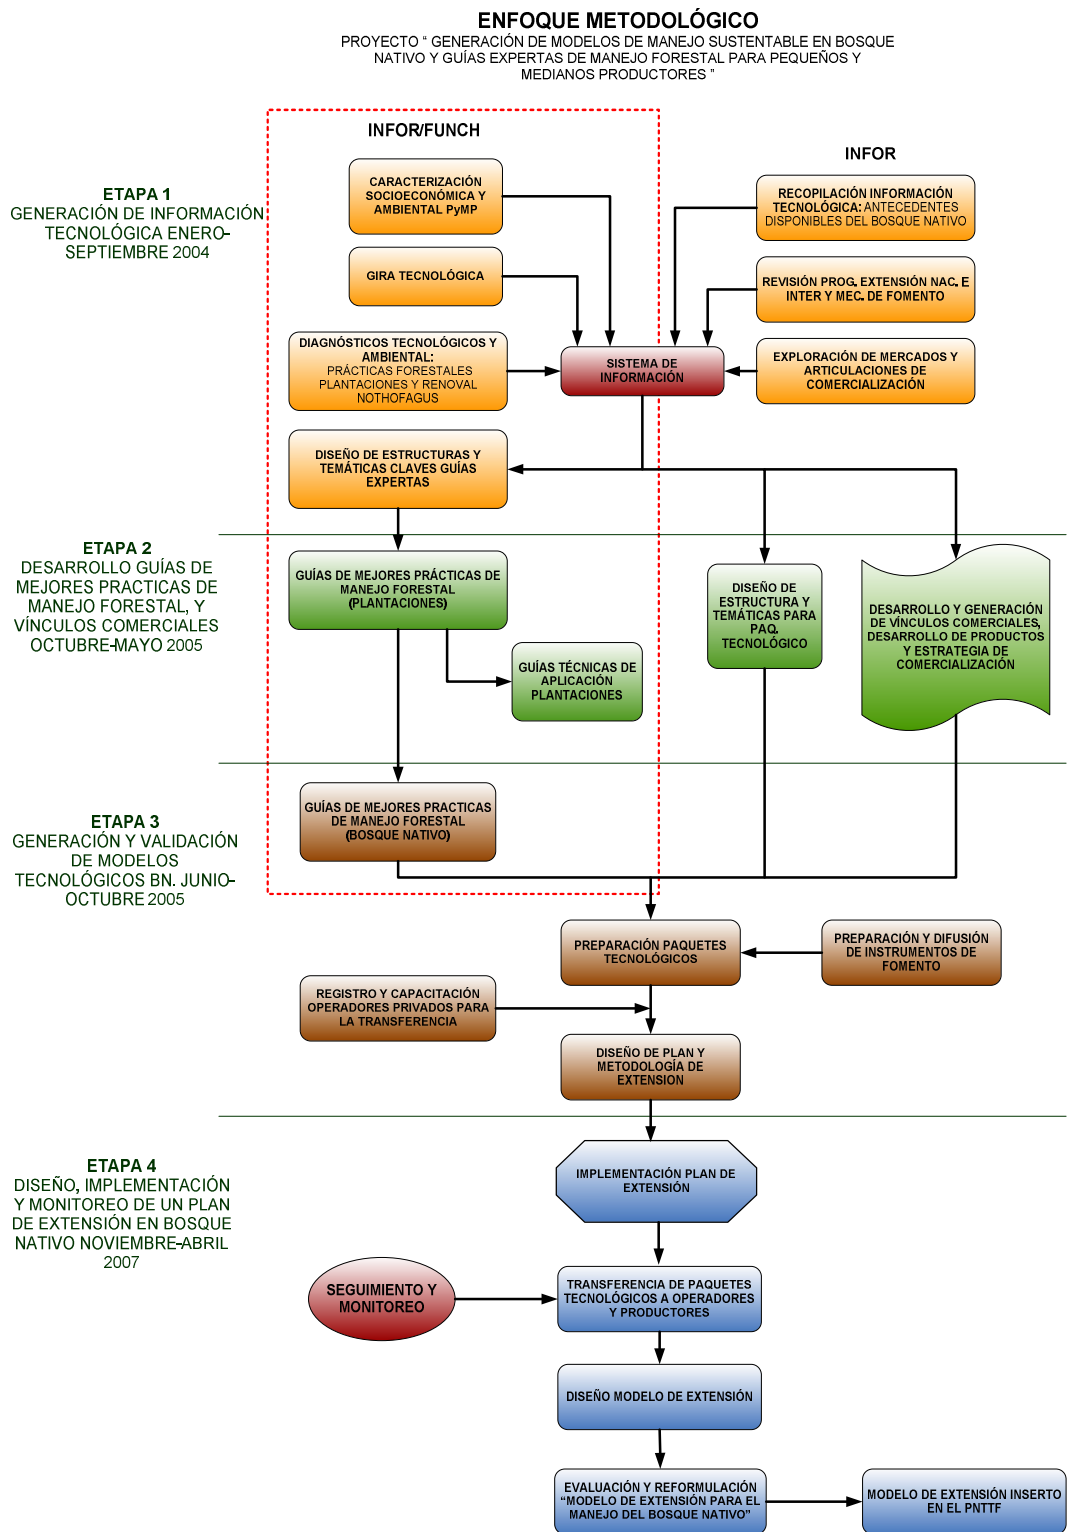 ENFOQUE METODOLÓGICO
PROYECTO “ GENERACIÓN DE MODELOS DE MANEJO SUSTENTABLE EN BOSQUE
NATIVO Y GUÍAS EXPERTAS DE MANEJO FORESTAL PARA PEQUEÑOS Y
MEDIANOS PRODUCTORES ”
INFOR/FUNCH
INFOR
ETAPA 1
GENERACIÓN DE INFORMACIÓN
TECNOLÓGICA ENERO-
SEPTIEMBRE 2004
CARACTERIZACIÓN
SOCIOECONÓMICA Y
AMBIENTAL PyMP
RECOPILACIÓN INFORMACIÓN
TECNOLÓGICA: ANTECEDENTES
DISPONIBLES DEL BOSQUE NATIVO
GIRA TECNOLÓGICA
REVISIÓN PROG. EXTENSIÓN NAC. E
INTER Y MEC. DE FOMENTO
DIAGNÓSTICOS TECNOLÓGICOS Y
AMBIENTAL:
PRÁCTICAS FORESTALES
PLANTACIONES Y RENOVAL
NOTHOFAGUS
SISTEMA DE
INFORMACIÓN
EXPLORACIÓN DE MERCADOS Y
ARTICULACIONES DE
COMERCIALIZACIÓN
DISEÑO DE ESTRUCTURAS Y
TEMÁTICAS CLAVES GUÍAS
EXPERTAS
ETAPA 2
DESARROLLO GUÍAS DE
MEJORES PRACTICAS DE
MANEJO FORESTAL, Y
VÍNCULOS COMERCIALES
OCTUBRE-MAYO 2005
GUÍAS DE MEJORES PRÁCTICAS DE
MANEJO FORESTAL
(PLANTACIONES)
GUÍAS TÉCNICAS DE
APLICACIÓN
PLANTACIONES
DISEÑO DE
ESTRUCTURA Y
TEMÁTICAS PARA
PAQ.
TECNOLÓGICO
DESARROLLO Y GENERACIÓN
DE VÍNCULOS COMERCIALES,
DESARROLLO DE PRODUCTOS
Y ESTRATEGIA DE
COMERCIALIZACIÓN
ETAPA 3
GENERACIÓN Y VALIDACIÓN
DE MODELOS
TECNOLÓGICOS BN. JUNIO-
OCTUBRE 2005
GUÍAS DE MEJORES PRACTICAS
DE MANEJO FORESTAL
(BOSQUE NATIVO)
PREPARACIÓN PAQUETES
TECNOLÓGICOS
PREPARACIÓN Y DIFUSIÓN
DE INSTRUMENTOS DE
FOMENTO
REGISTRO Y CAPACITACIÓN
OPERADORES PRIVADOS PARA
LA TRANSFERENCIA
DISEÑO DE PLAN Y
METODOLOGÍA DE
EXTENSION
ETAPA 4
DISEÑO, IMPLEMENTACIÓN
Y MONITOREO DE UN PLAN
DE EXTENSIÓN EN BOSQUE
NATIVO NOVIEMBRE-ABRIL
2007
IMPLEMENTACIÓN PLAN DE
EXTENSIÓN
SEGUIMIENTO Y
MONITOREO
TRANSFERENCIA DE PAQUETES
TECNOLÓGICOS A OPERADORES
Y PRODUCTORES
DISEÑO MODELO DE EXTENSIÓN
EVALUACIÓN Y REFORMULACIÓN
“MODELO DE EXTENSIÓN PARA EL
MANEJO DEL BOSQUE NATIVO”
MODELO DE EXTENSIÓN INSERTO
EN EL PNTTF